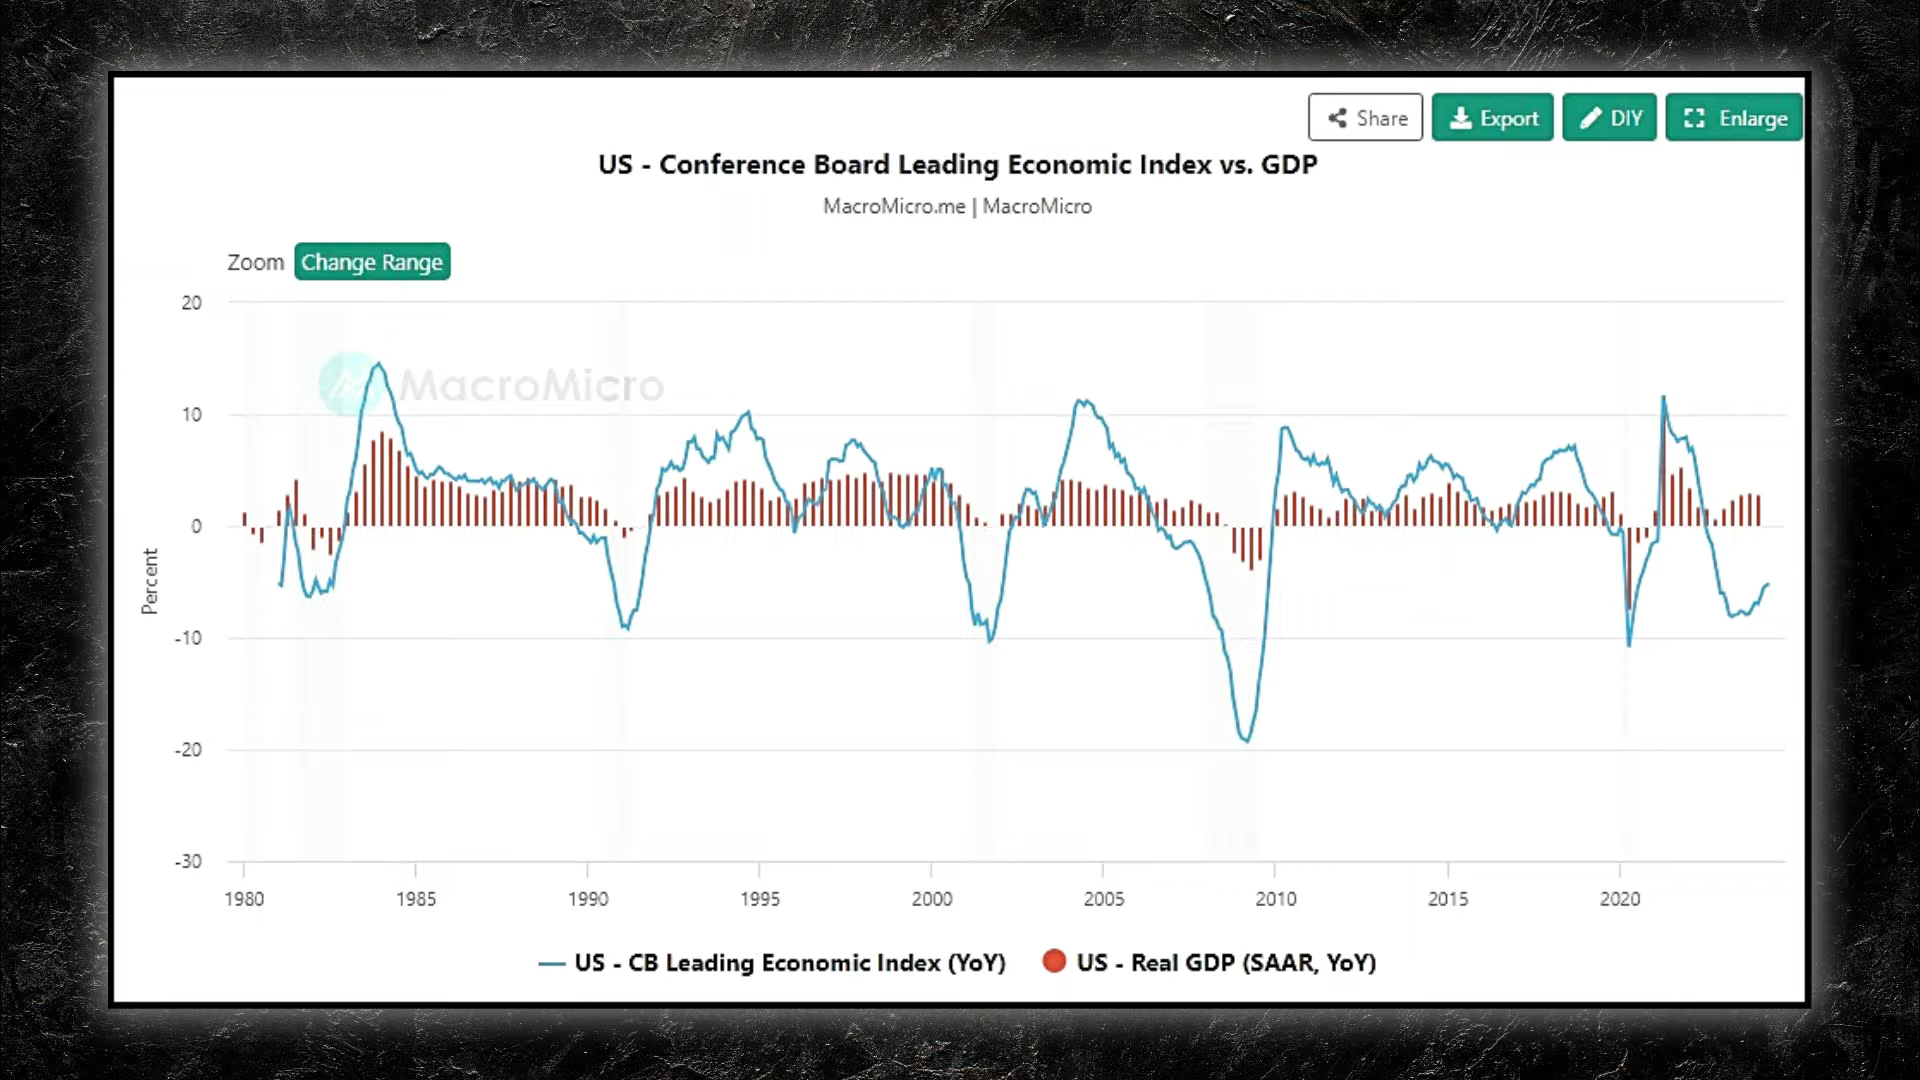 Share Export DIY Enlarge
US - Conference Board Leading Economic Index vs. GDP
MacroMicro.me | MacroMicro
Zoom Change Range
MacroMicro
Percent
20
10
0
-10
-20
-30
1980 1985 1990 1995 2000 2005 2010 2015 2020
US - CB Leading Economic Index (YoY) US - Real GDP (SAAR, YoY)